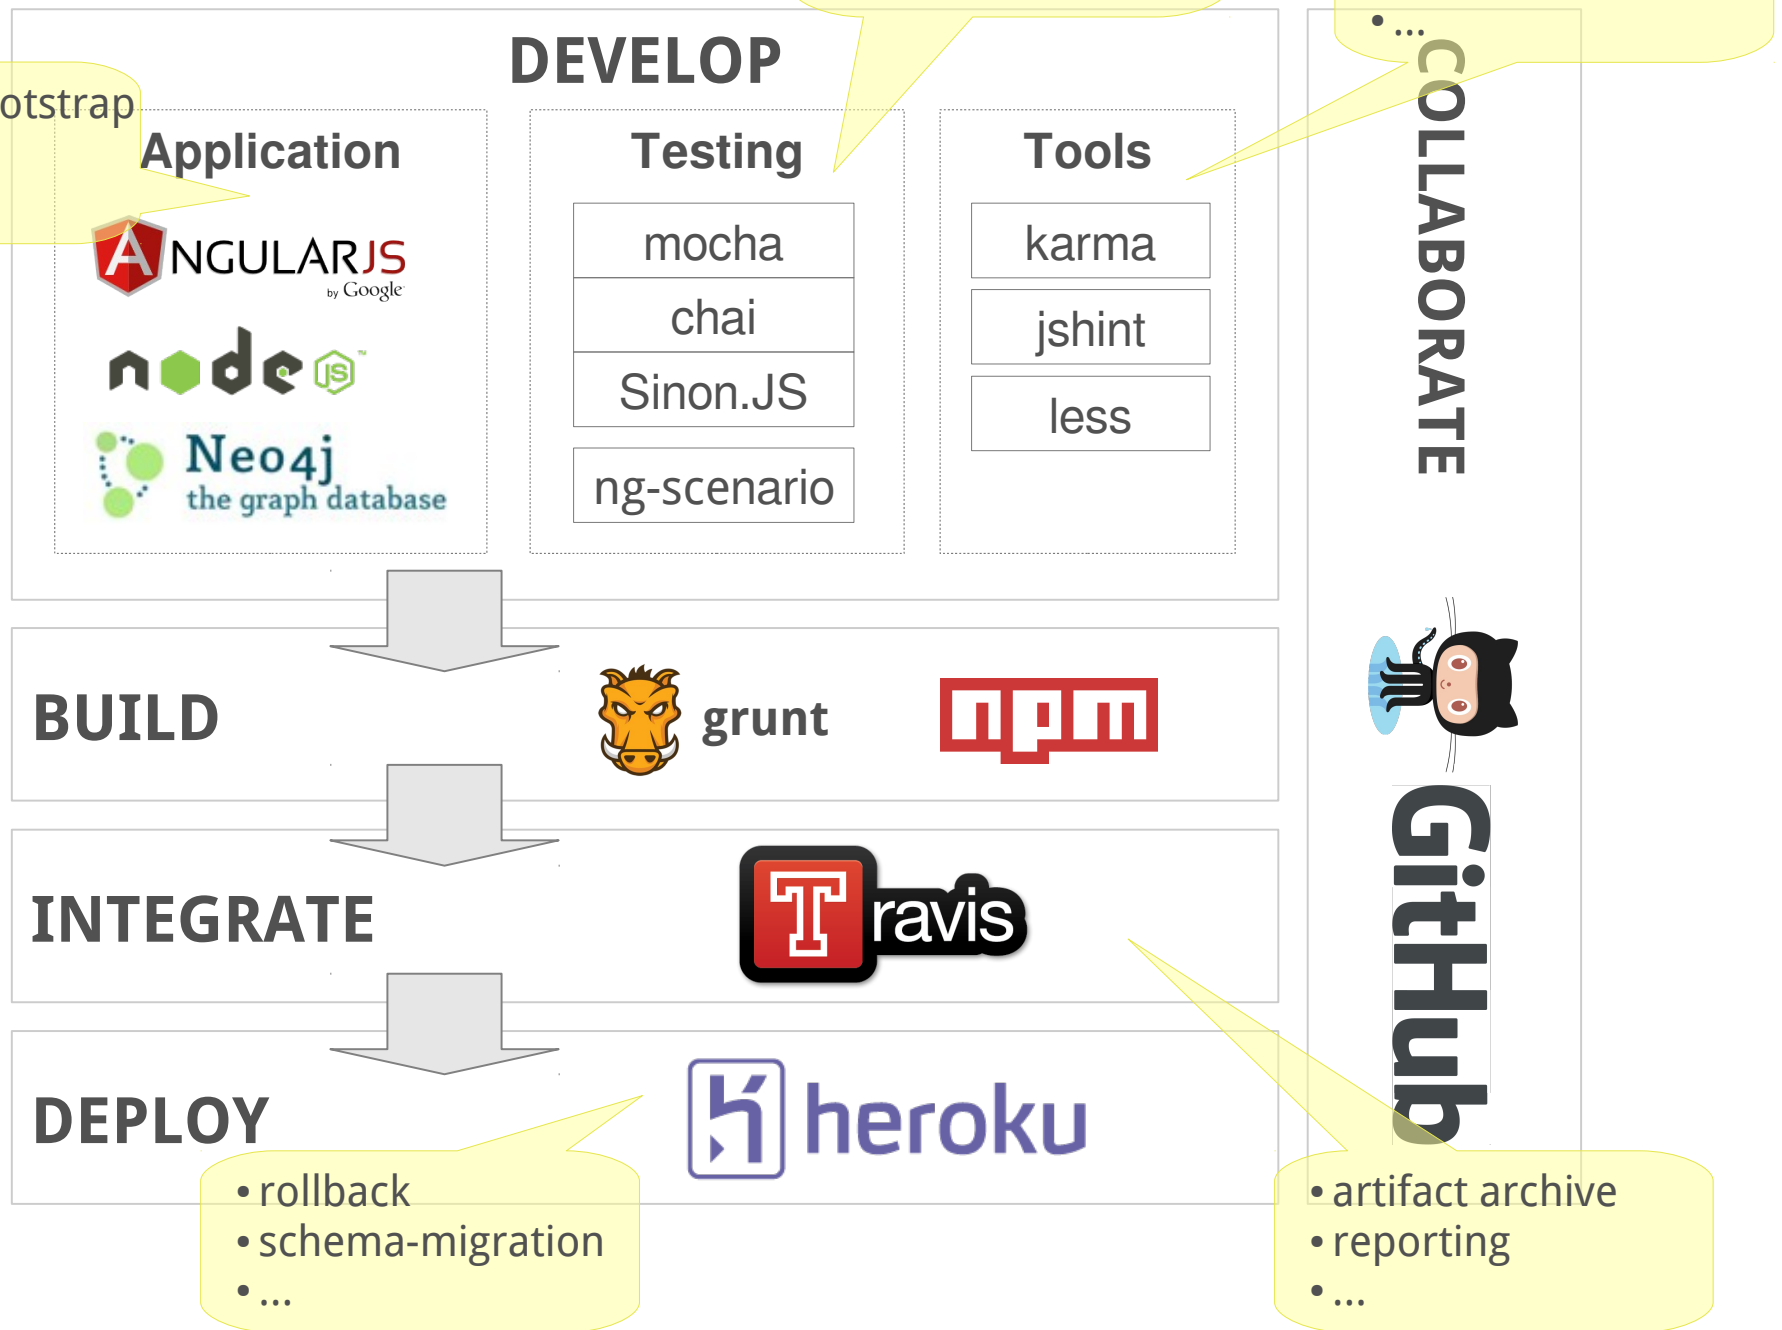 • ...
DEVELOP
otstrap
Application
Testing
Tools
ANGULARJS
by Google
node JS ™
Neo4j
the graph database
mocha
chai
Sinon.JS
ng-scenario
karma
jshint
less
COLLABORATE
GitHub
BUILD
grunt
npm
INTEGRATE
Travis
DEPLOY
heroku
• rollback
• schema-migration
• ...
• artifact archive
• reporting
• ...